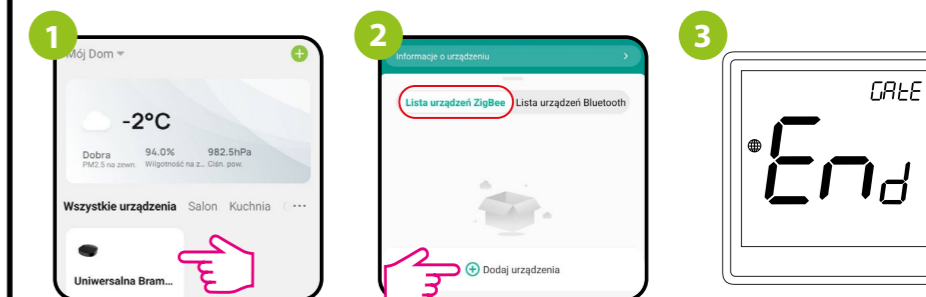 1
Mój Dom
-2°C
Dobra 94.0% 982.5hPa
PM2.5 na zewn. Wilgotność na z... Ciśn. pow.
Wszystkie urządzenia Salon Kuchnia
Uniwersalna Bram...
2
Informacje o urządzeniu
Lista urządzeń ZigBee Lista urządzeń Bluetooth
Dodaj urządzenia
3
GAtE
End